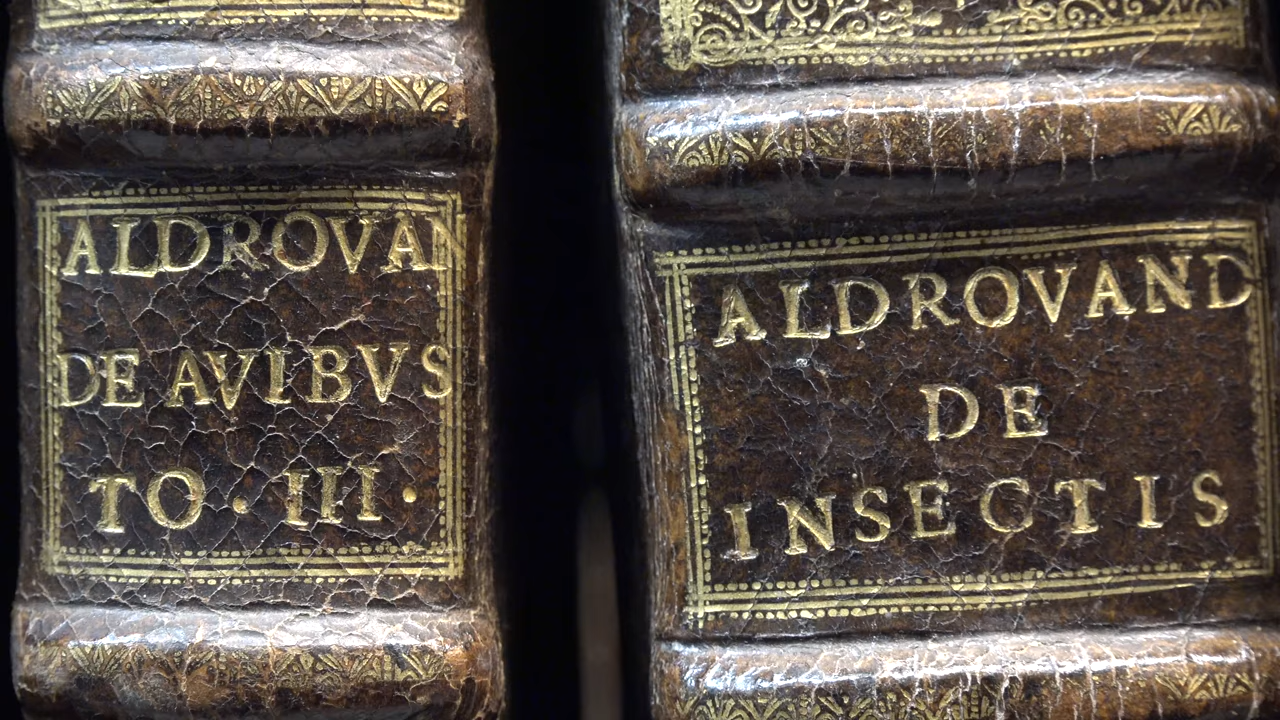 ALDROVAN
DE AVIBVS
TO · III ·
ALDROVAND
DE
INSECTIS